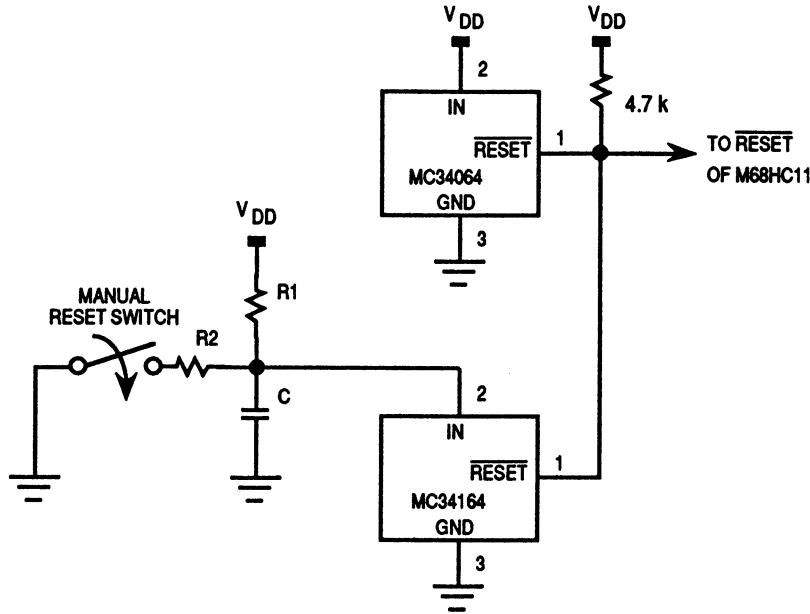 VDD
VDD
2
IN
4.7 k
RESET
1
TO RESET
OF M68HC11
MC34064
GND
3
VDD
MANUAL
RESET SWITCH
R1
R2
C
2
IN
RESET
1
MC34164
GND
3